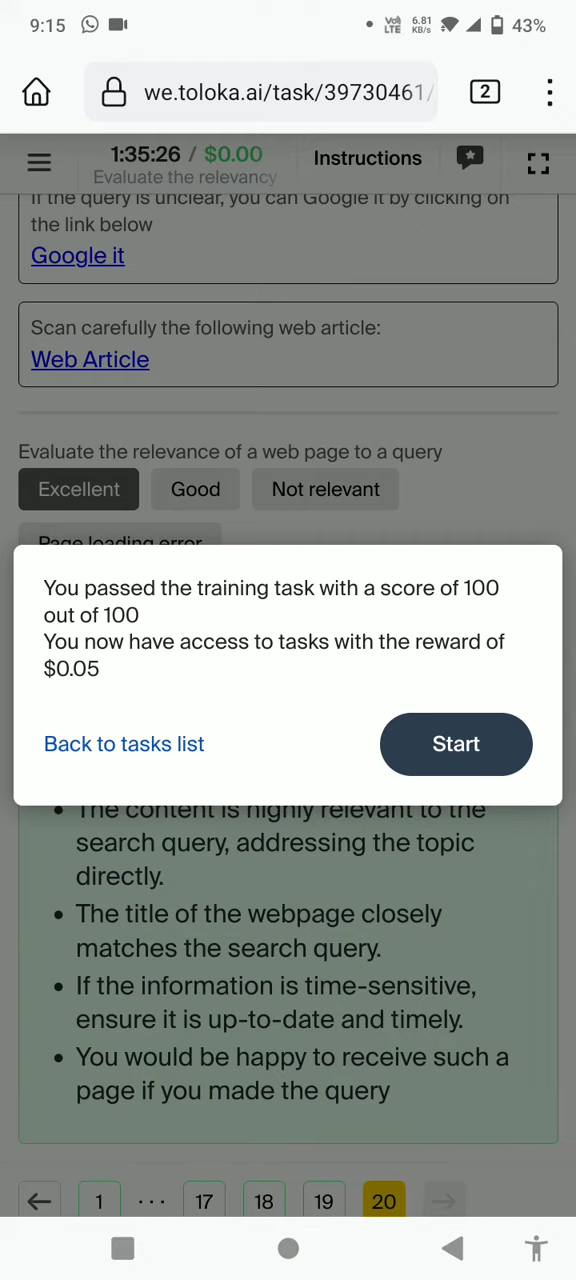 9:15
Vo)
LTE
6.81
KB/s
43%
we.toloka.ai/task/39730461/
2
1:35:26 / $0.00
Evaluate the relevancy
Instructions
If the query is unclear, you can Google it by clicking on
the link below
Google it
Scan carefully the following web article:
Web Article
Evaluate the relevance of a web page to a query
Excellent
Good
Not relevant
Page loading error
You passed the training task with a score of 100
out of 100
You now have access to tasks with the reward of
$0.05
Back to tasks list
Start
• The content is highly relevant to the
search query, addressing the topic
directly.
• The title of the webpage closely
matches the search query.
• If the information is time-sensitive,
ensure it is up-to-date and timely.
• You would be happy to receive such a
page if you made the query
1 ... 17 18 19 20